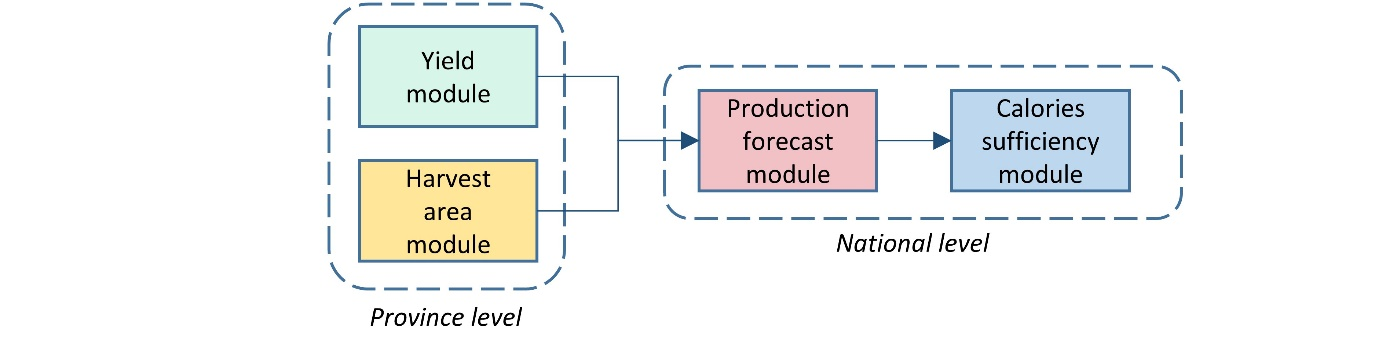 Yield
module
Harvest
area
module
Province level
Production
forecast
module
Calories
sufficiency
module
National level